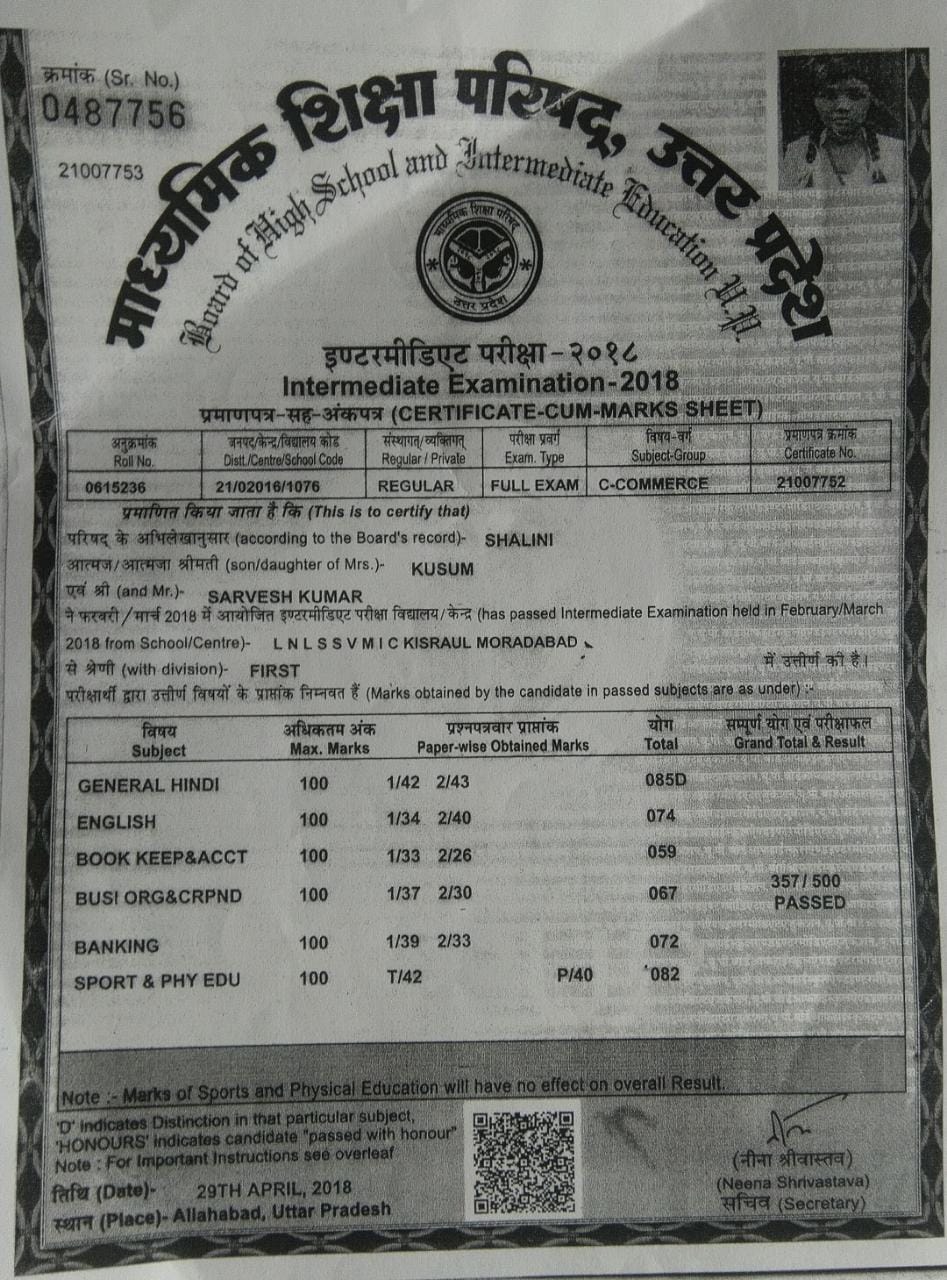 क्रमांक (Sr. No.)
0487756
21007753
माध्यमिक शिक्षा परिषद्, उत्तर प्रदेश
Board of High School and Intermediate Education U.P.
माध्यमिक शिक्षा परिषद्
उत्तर प्रदेश
इण्टरमीडिएट परीक्षा-२०१८
Intermediate Examination-2018
प्रमाणपत्र-सह-अंकपत्र (CERTIFICATE-CUM-MARKS SHEET)
अनुक्रमांक जनपद/केन्द्र/विद्यालय कोड संस्थागत/व्यक्तिगत् परीक्षा प्रवर्ग विषय-वर्ग प्रमाणपत्र क्रमांक
Roll No. Distt./Centre/School Code Regular / Private Exam. Type Subject-Group Certificate No.
0615236 21/02016/1076 REGULAR FULL EXAM C-COMMERCE 21007752
प्रमाणित किया जाता है कि (This is to certify that)
परिषद् के अभिलेखानुसार (according to the Board's record)- SHALINI
आत्मज/आत्मजा श्रीमती (son/daughter of Mrs.)- KUSUM
एवं श्री (and Mr.)- SARVESH KUMAR
ने फरवरी/मार्च 2018 में आयोजित इण्टरमीडिएट परीक्षा विद्यालय/केन्द्र (has passed Intermediate Examination held in February/March
2018 from School/Centre)- L N L S S V M I C KISRAUL MORADABAD
से श्रेणी (with division)- FIRST में उत्तीर्ण की है।
परीक्षार्थी द्वारा उत्तीर्ण विषयों के प्राप्तांक निम्नवत हैं (Marks obtained by the candidate in passed subjects are as under) :-
विषय अधिकतम अंक प्रश्नपत्रवार प्राप्तांक योग सम्पूर्ण योग एवं परीक्षाफल
Subject Max. Marks Paper-wise Obtained Marks Total Grand Total & Result
GENERAL HINDI 100 1/42 2/43 085D
ENGLISH 100 1/34 2/40 074
BOOK KEEP&ACCT 100 1/33 2/26 059
BUSI ORG&CRPND 100 1/37 2/30 067 357/500
PASSED
BANKING 100 1/39 2/33 072
SPORT & PHY EDU 100 T/42 P/40 082
Note :- Marks of Sports and Physical Education will have no effect on overall Result.
'D' indicates Distinction in that particular subject,
'HONOURS' indicates candidate "passed with honour"
Note : For Important Instructions see overleaf
तिथि (Date)- 29TH APRIL, 2018
स्थान (Place)- Allahabad, Uttar Pradesh
(नीना श्रीवास्तव)
(Neena Shrivastava)
सचिव (Secretary)